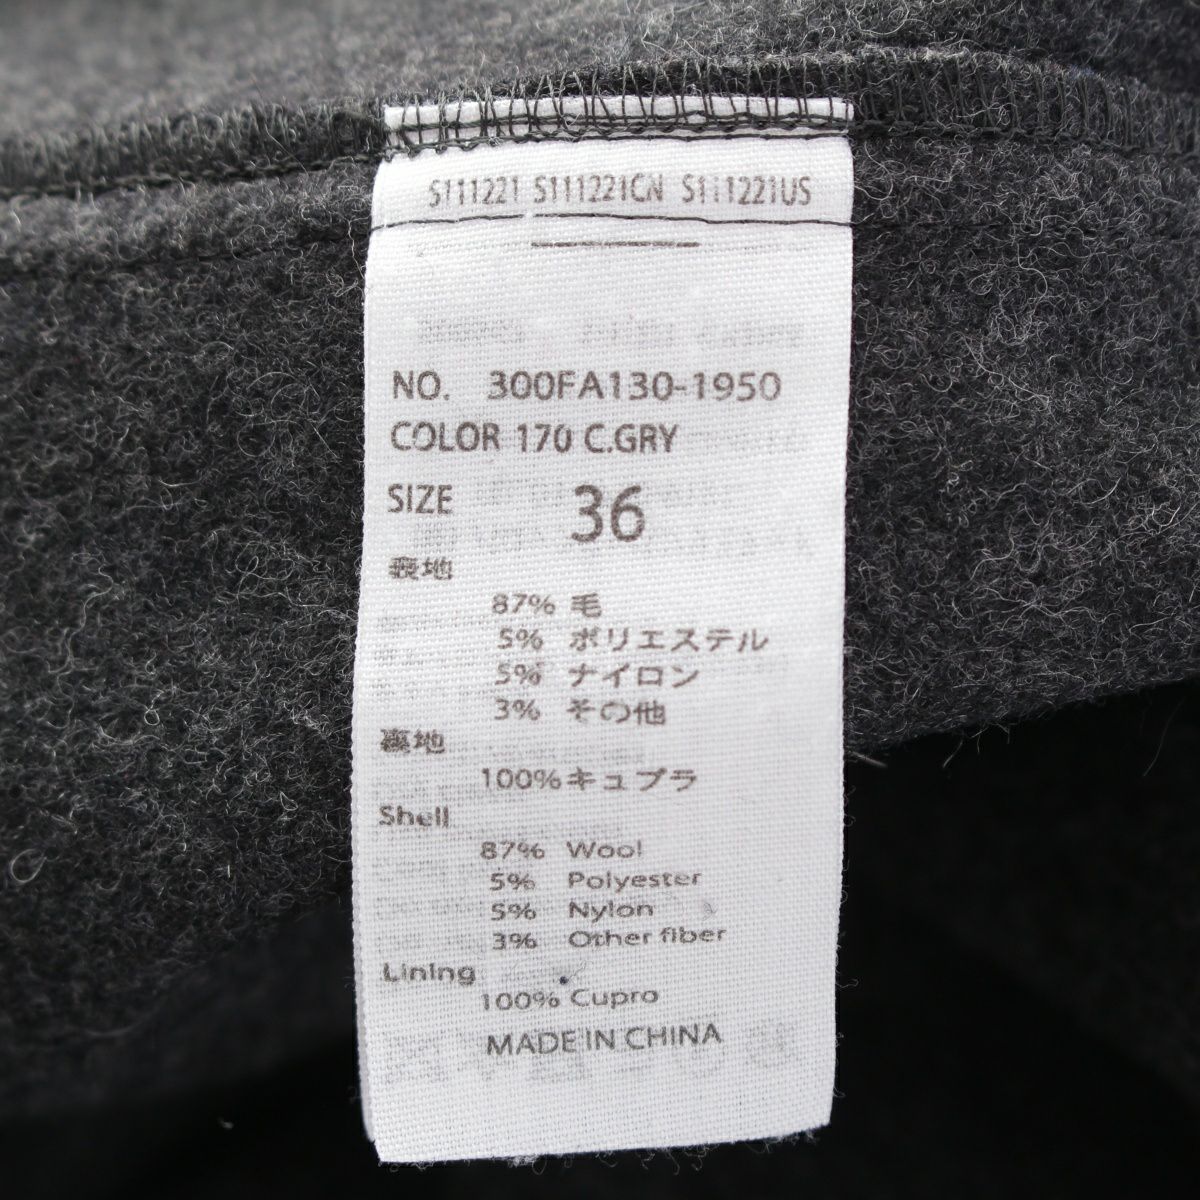 S111221 S111221CN S111221US
NO. 300FA130-1950
COLOR 170 C.GRY
SIZE 36
表地
87% 毛
5% ポリエステル
5% ナイロン
3% その他
裏地
100% キュプラ
Shell
87% Wool
5% Polyester
5% Nylon
3% Other fiber
Lining
100% Cupro
MADE IN CHINA